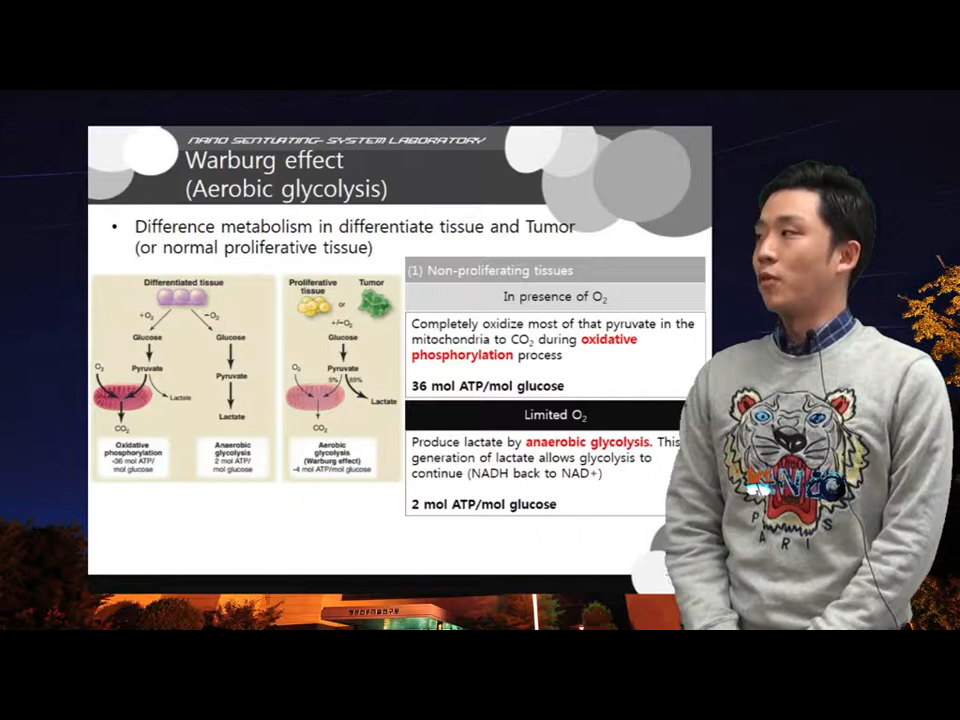 NANO SENTUATING- SYSTEM LABORATORY
Warburg effect
(Aerobic glycolysis)
• Difference metabolism in differentiate tissue and Tumor
(or normal proliferative tissue)
Differentiated tissue
+O₂
−O₂
Glucose
Glucose
O₂
Pyruvate
Pyruvate
Lactate
Lactate
CO₂
Oxidative
phosphorylation
~36 mol ATP/
mol glucose
Anaerobic
glycolysis
2 mol ATP/
mol glucose
Proliferative
tissue
or
Tumor
+/−O₂
Glucose
O₂
Pyruvate
5%
85%
Lactate
CO₂
Aerobic
glycolysis
(Warburg effect)
~4 mol ATP/mol glucose
(1) Non-proliferating tissues
In presence of O₂
Completely oxidize most of that pyruvate in the
mitochondria to CO₂ during oxidative
phosphorylation process
36 mol ATP/mol glucose
Limited O₂
Produce lactate by anaerobic glycolysis. This
generation of lactate allows glycolysis to
continue (NADH back to NAD+)
2 mol ATP/mol glucose
KENZO
PARIS